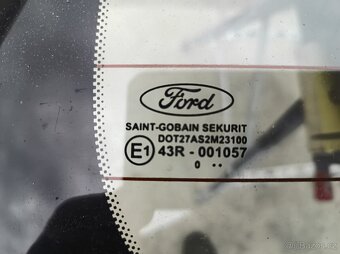 Ford
SAINT-GOBAIN SEKURIT
DOT27AS2M23100
E1 43R - 001057
0 ..